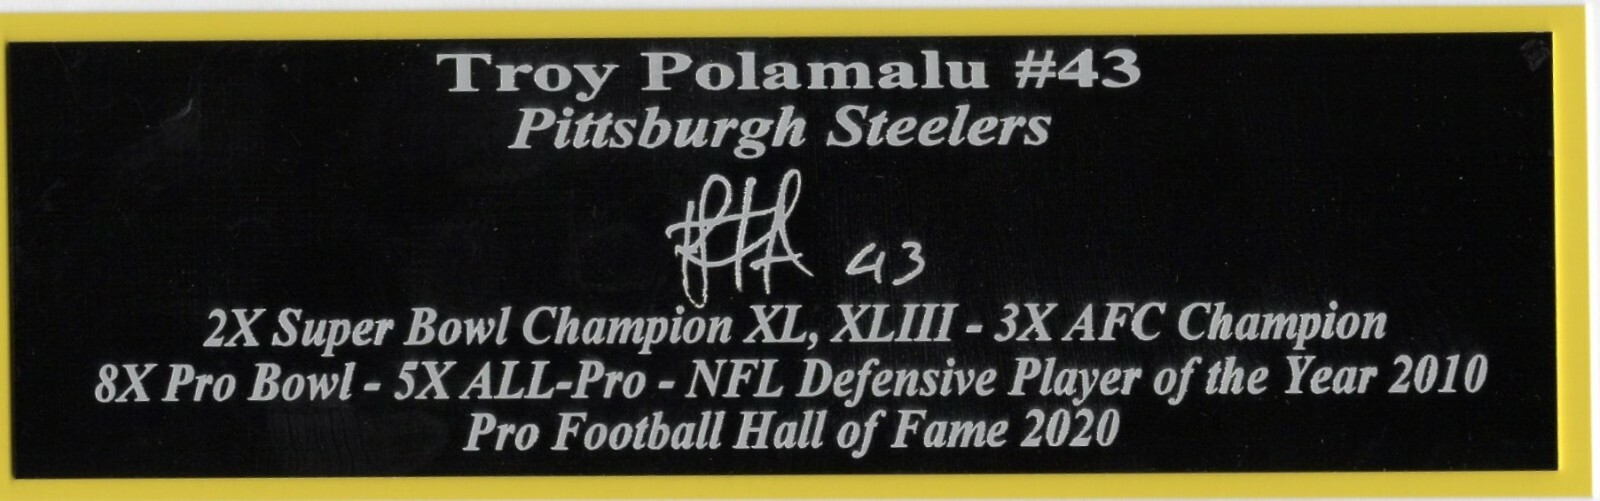 Troy Polamalu #43
Pittsburgh Steelers
43
2X Super Bowl Champion XL, XLIII - 3X AFC Champion
8X Pro Bowl - 5X ALL-Pro - NFL Defensive Player of the Year 2010
Pro Football Hall of Fame 2020